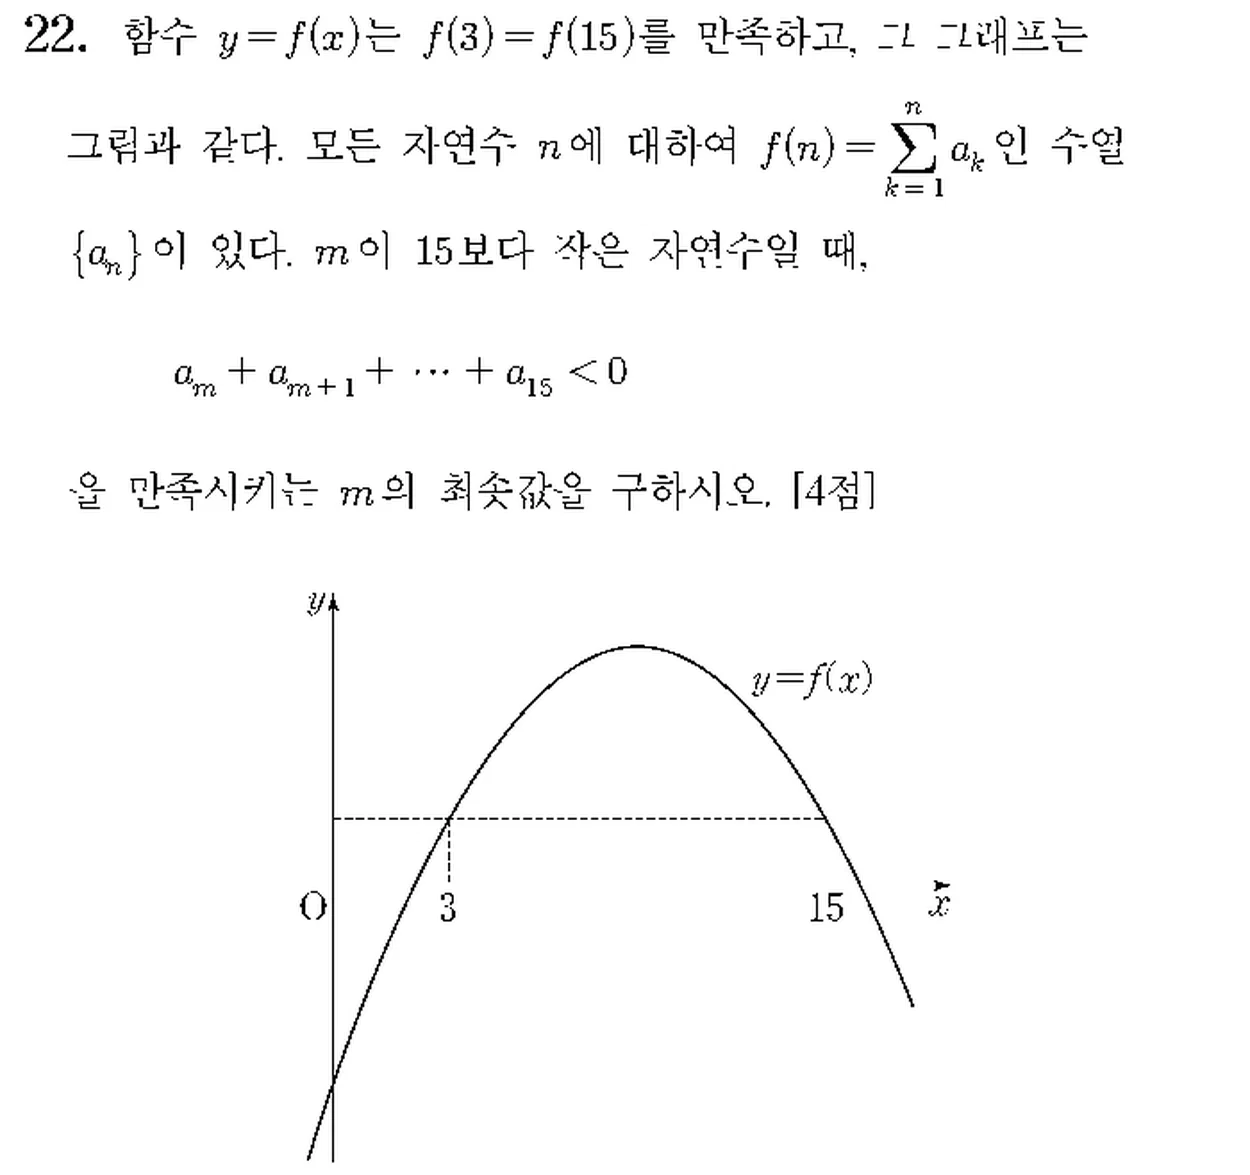 22. 함수 y=f(x)는 f(3)=f(15)를 만족하고, 그 그래프는
그림과 같다. 모든 자연수 n에 대하여 f(n)=∑_{k=1}^{n} a_k인 수열
{a_n}이 있다. m이 15보다 작은 자연수일 때,
a_m + a_{m+1} + ⋯ + a_{15} < 0
을 만족시키는 m의 최솟값을 구하시오. [4점]
y
y=f(x)
O 3 15 x